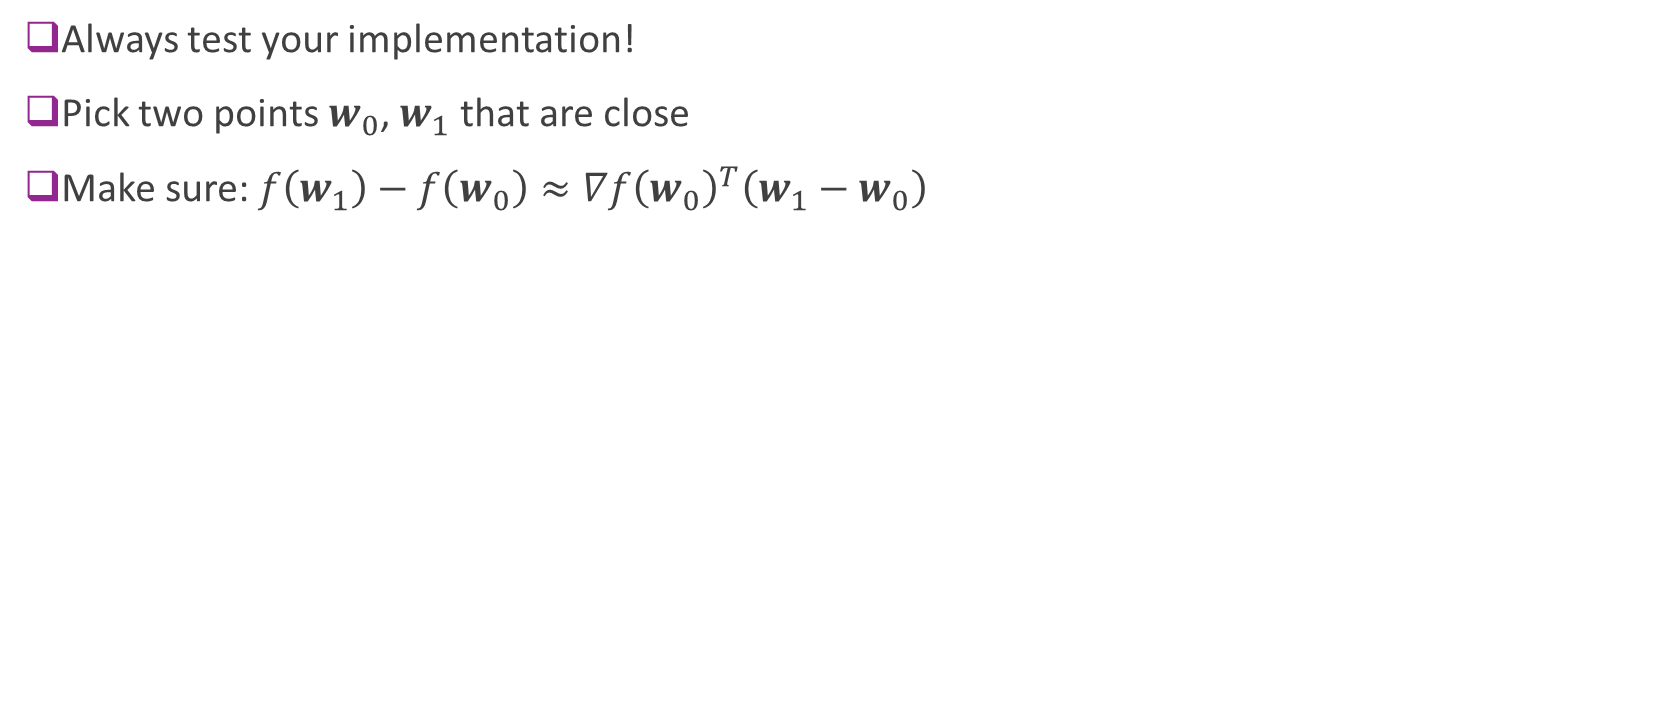 ❑Always test your implementation!
❑Pick two points 𝒘₀, 𝒘₁ that are close
❑Make sure: 𝑓(𝒘₁) − 𝑓(𝒘₀) ≈ ∇𝑓(𝒘₀)ᵀ(𝒘₁ − 𝒘₀)